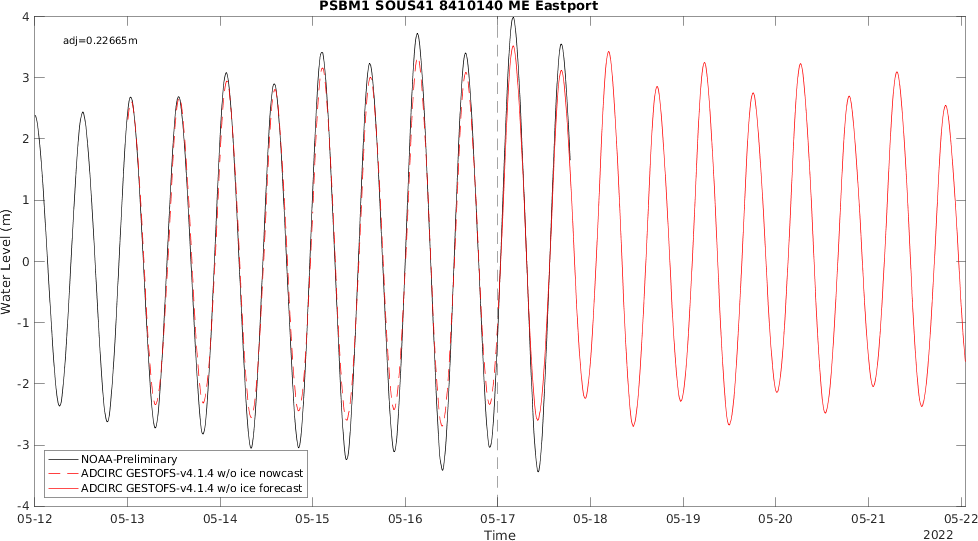 PSBM1 SOUS41 8410140 ME Eastport
adj=0.22665m
4
3
2
1
0
-1
-2
-3
-4
Water Level (m)
NOAA-Preliminary
ADCIRC GESTOFS-v4.1.4 w/o ice nowcast
ADCIRC GESTOFS-v4.1.4 w/o ice forecast
05-12 05-13 05-14 05-15 05-16 05-17 05-18 05-19 05-20 05-21 05-22
Time
2022